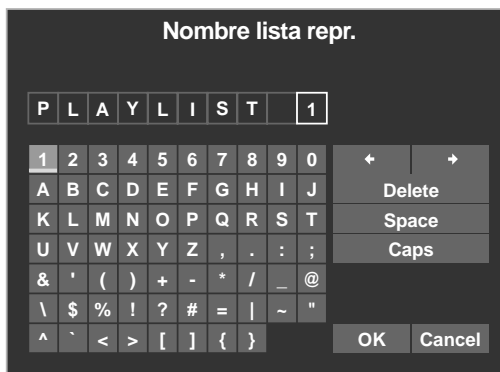 Nombre lista repr.
P L A Y L I S T 1
1 2 3 4 5 6 7 8 9 0 ← →
A B C D E F G H I J Delete
K L M N O P Q R S T Space
U V W X Y Z , . : ; Caps
& ' ( ) + - * / _ @
\ $ % ! ? # = | ~ "
^ ` < > [ ] { } OK Cancel